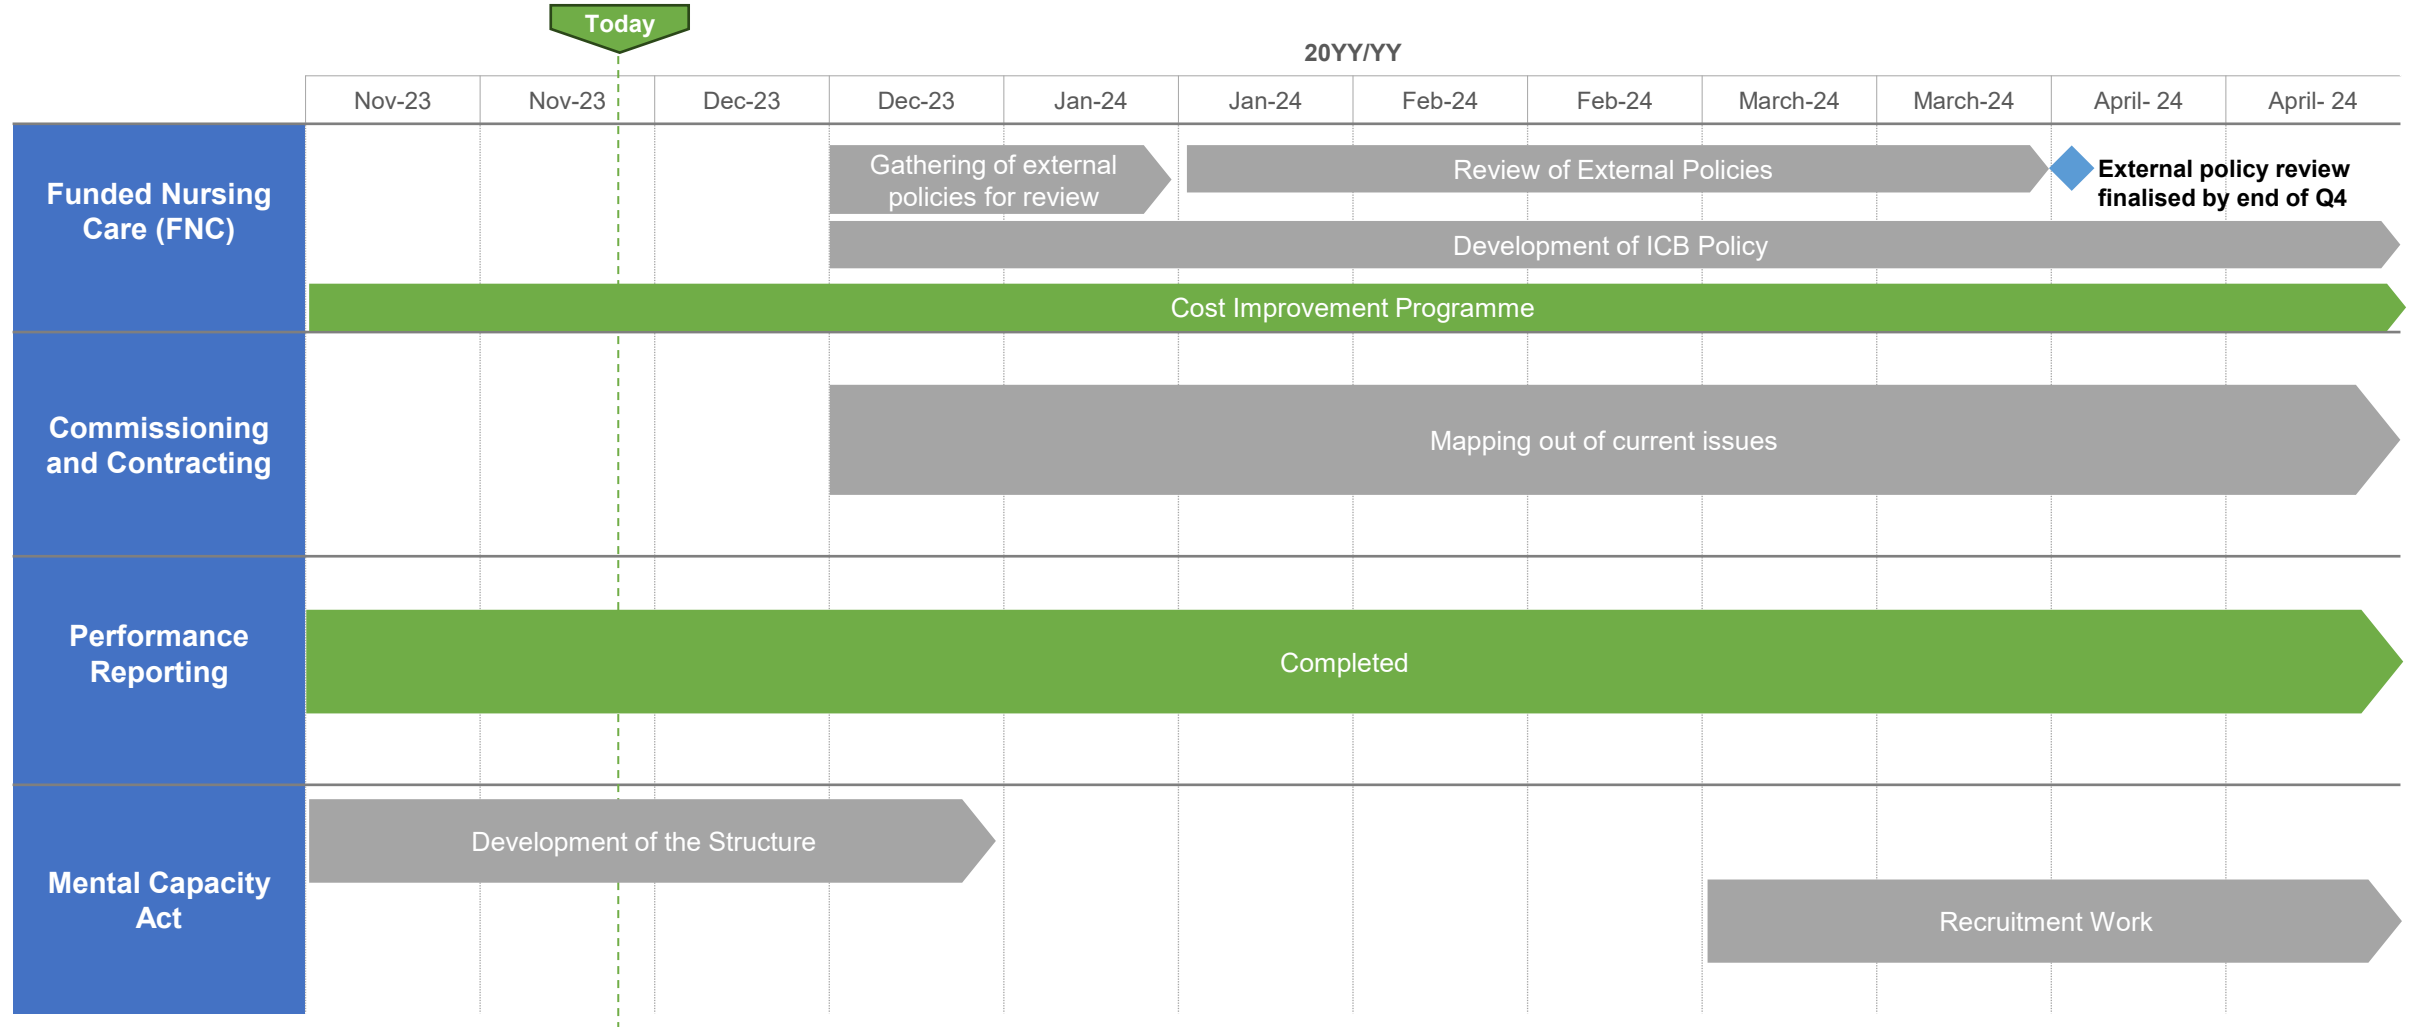 Today
20YY/YY
Nov-23
Nov-23
Dec-23
Dec-23
Jan-24
Jan-24
Feb-24
Feb-24
March-24
March-24
April- 24
April- 24
Funded Nursing
Care (FNC)
Gathering of external
policies for review
Review of External Policies
External policy review
finalised by end of Q4
Development of ICB Policy
Cost Improvement Programme
Commissioning
and Contracting
Mapping out of current issues
Performance
Reporting
Completed
Mental Capacity
Act
Development of the Structure
Recruitment Work